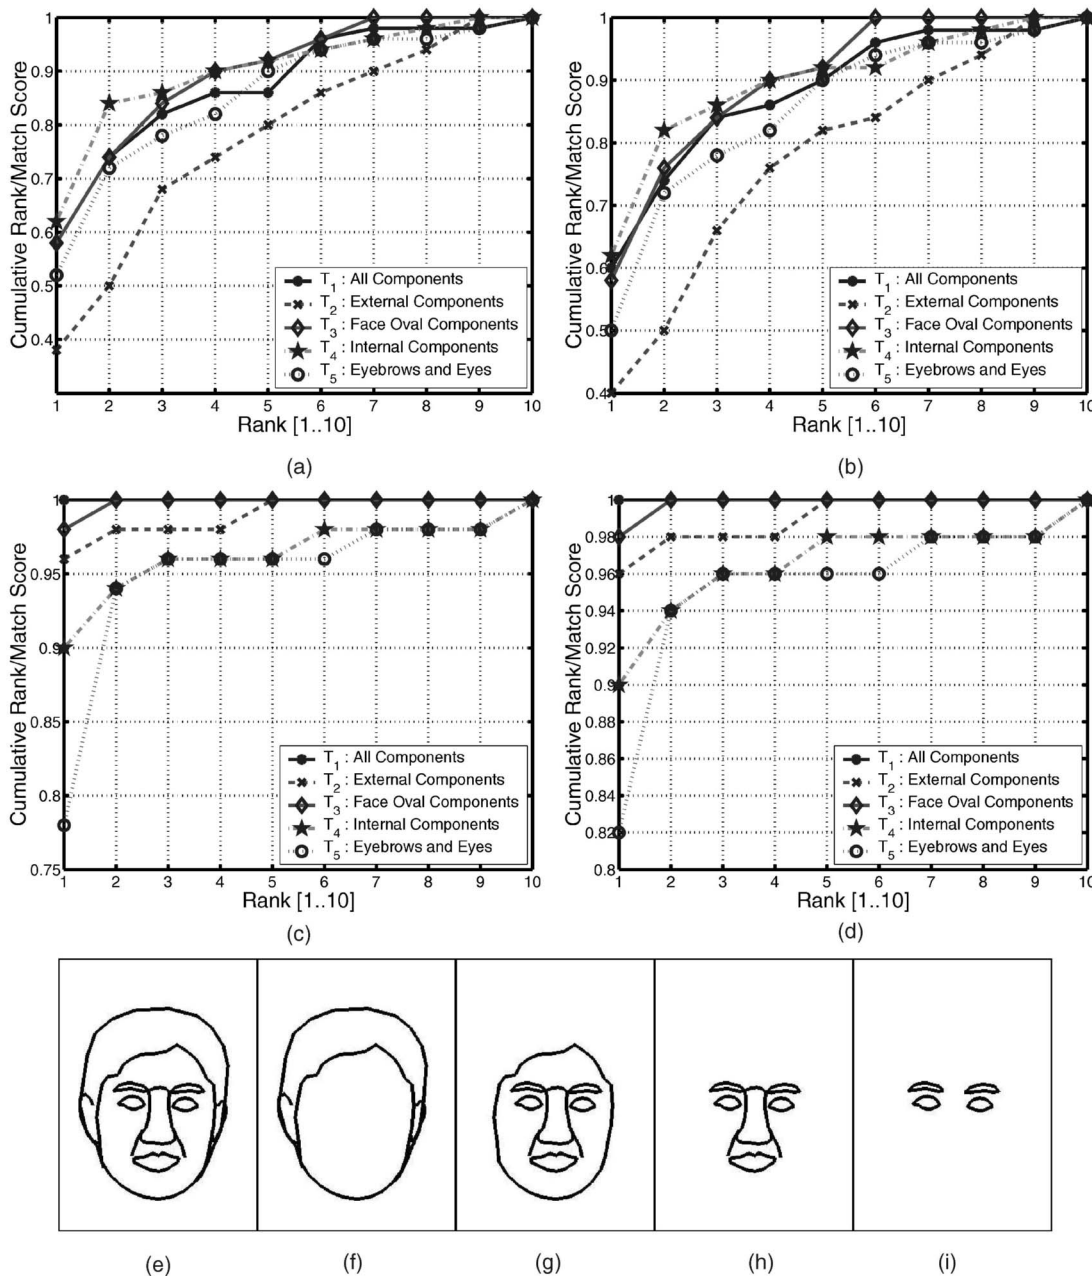 Cumulative Rank/Match Score
1
0.9
0.8
0.7
0.6
0.5
0.4
T1 : All Components
T2 : External Components
T3 : Face Oval Components
T4 : Internal Components
T5 : Eyebrows and Eyes
1 2 3 4 5 6 7 8 9 10
Rank [1..10]
(a)
Cumulative Rank/Match Score
1
0.9
0.8
0.7
0.6
0.5
0.4
T1 : All Components
T2 : External Components
T3 : Face Oval Components
T4 : Internal Components
T5 : Eyebrows and Eyes
1 2 3 4 5 6 7 8 9 10
Rank [1..10]
(b)
Cumulative Rank/Match Score
1
0.95
0.9
0.85
0.8
0.75
T1 : All Components
T2 : External Components
T3 : Face Oval Components
T4 : Internal Components
T5 : Eyebrows and Eyes
1 2 3 4 5 6 7 8 9 10
Rank [1..10]
(c)
Cumulative Rank/Match Score
1
0.98
0.96
0.94
0.92
0.9
0.88
0.86
0.84
0.82
0.8
T1 : All Components
T2 : External Components
T3 : Face Oval Components
T4 : Internal Components
T5 : Eyebrows and Eyes
1 2 3 4 5 6 7 8 9 10
Rank [1..10]
(d)
(e) (f) (g) (h) (i)